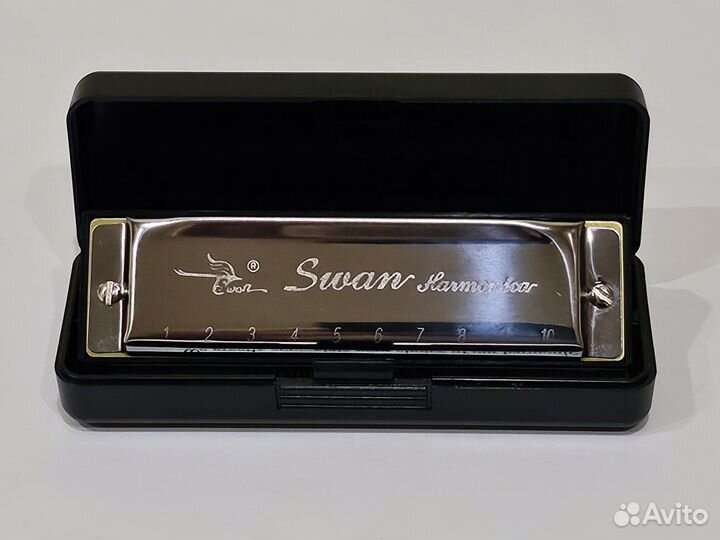 Swan ® Swan Harmonica
1 2 3 4 5 6 7 8 9 10
Avito